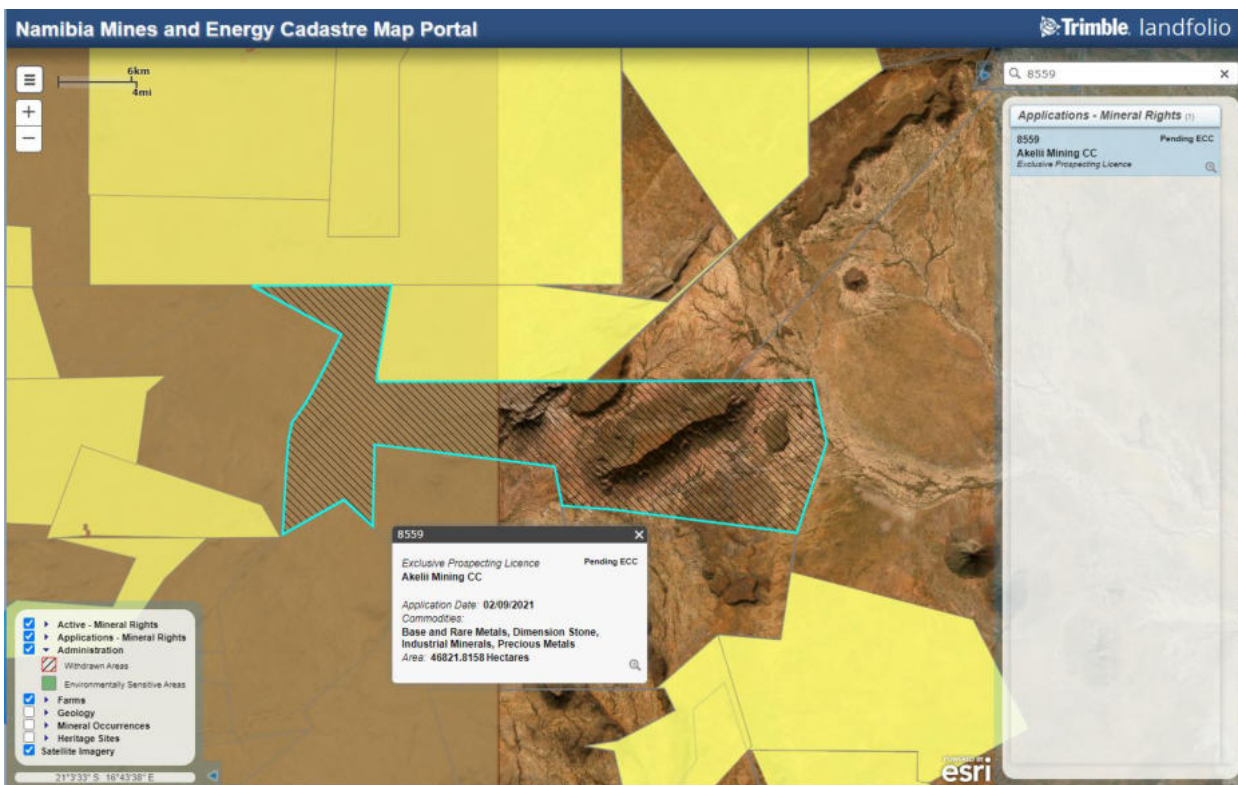 Namibia Mines and Energy Cadastre Map Portal
Trimble. landfolio
6km
4mi
+
−
8559
Applications - Mineral Rights (1)
8559 Pending ECC
Akelii Mining CC
Exclusive Prospecting Licence
8559
Exclusive Prospecting Licence Pending ECC
Akelii Mining CC
Application Date: 02/09/2021
Commodities:
Base and Rare Metals, Dimension Stone,
Industrial Minerals, Precious Metals
Area: 46821.8158 Hectares
Active - Mineral Rights
Applications - Mineral Rights
Administration
Withdrawn Areas
Environmentally Sensitive Areas
Farms
Geology
Mineral Occurrences
Heritage Sites
Satellite Imagery
21°3'33" S 16°43'38" E
POWERED BY
esri